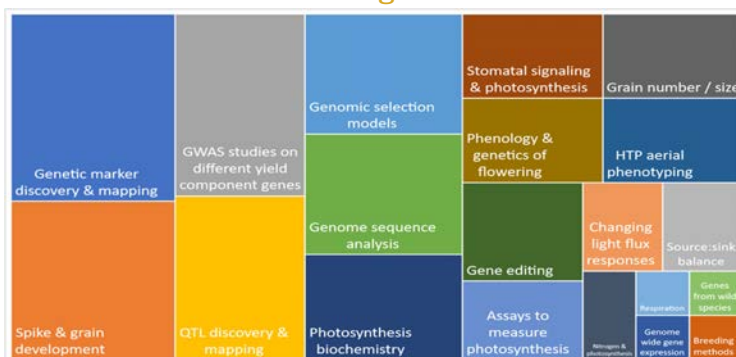 Genetic marker
discovery & mapping
Spike & grain
development
GWAS studies on
different yield
component genes
QTL discovery &
mapping
Genomic selection
models
Genome sequence
analysis
Photosynthesis
biochemistry
Stomatal signaling
& photosynthesis
Grain number / size
Phenology &
genetics of
flowering
HTP aerial
phenotyping
Gene editing
Changing
light flux
responses
Source:sink
balance
Assays to
measure
photosynthesis
Nitrogen &
photosynthesis
Respiration
Genes
from wild
species
Genome
wide gene
expression
Breeding
methods